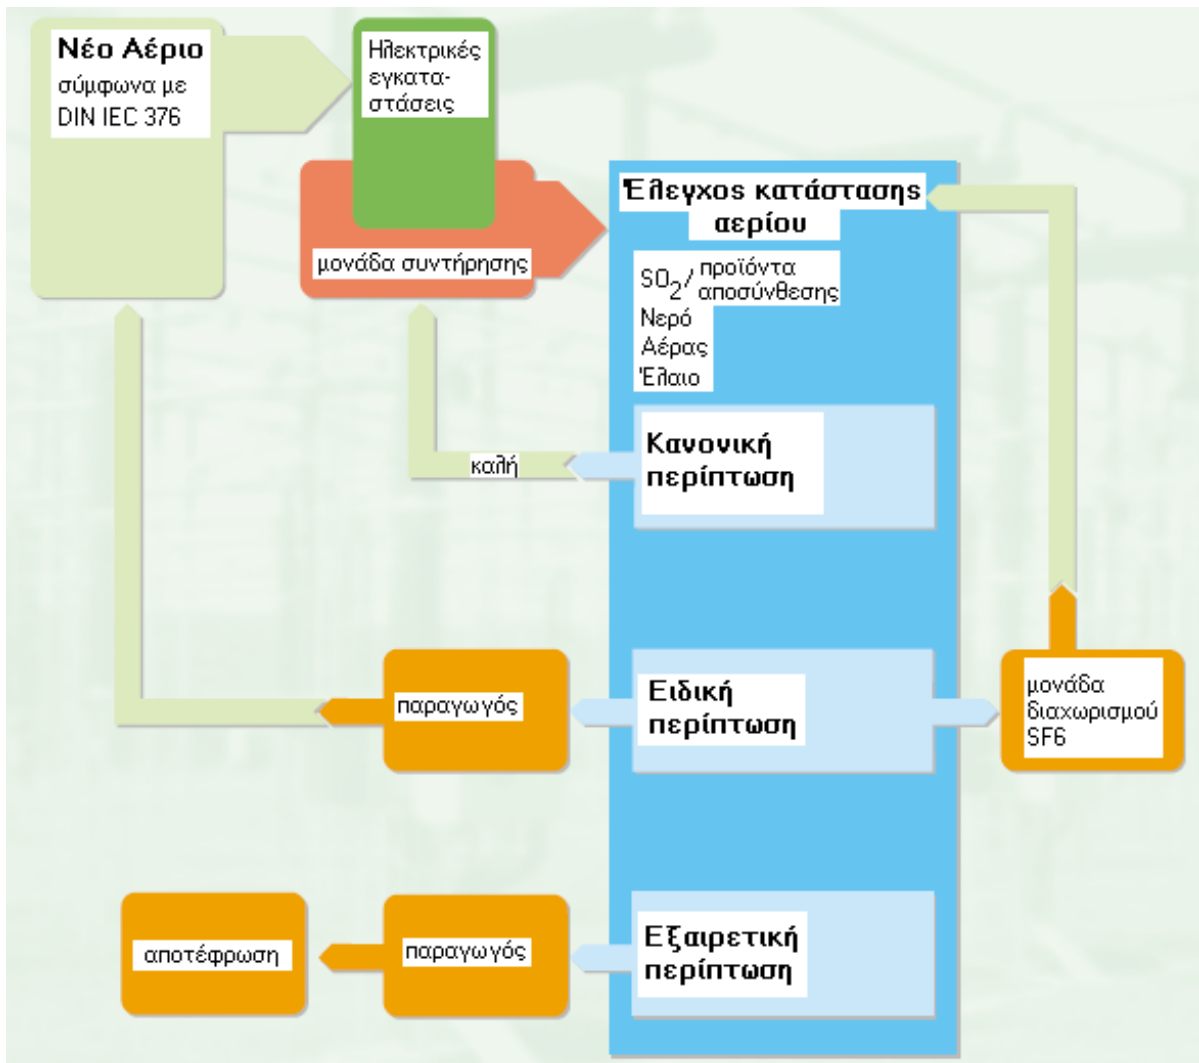 Νέο Αέριο
σύμφωνα με
DIN IEC 376
Ηλεκτρικές
εγκατα-
στάσεις
μονάδα συντήρησης
Έλεγχος κατάστασης
αερίου
SO₂/ προϊόντα
αποσύνθεσης
Νερό
Αέρας
Έλαιο
Κανονική
περίπτωση
καλή
Ειδική
περίπτωση
παραγωγός
μονάδα
διαχωρισμού
SF6
Εξαιρετική
περίπτωση
παραγωγός
αποτέφρωση